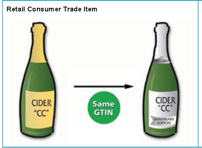 Retail Consumer Trade Item
CIDER
"CC"
Same
GTIN
CIDER
"CC"